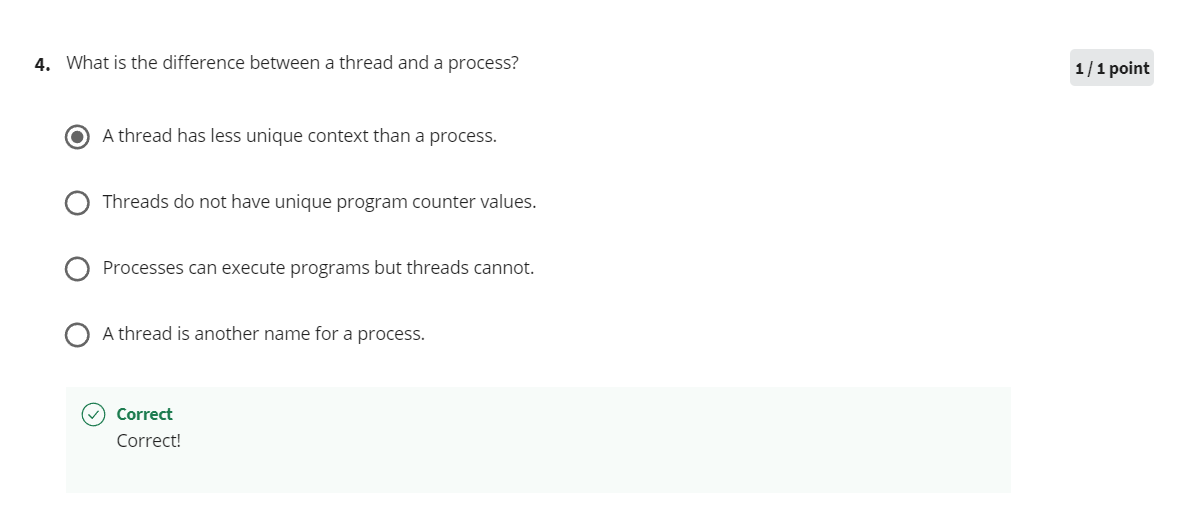 4. What is the difference between a thread and a process?
1 / 1 point
A thread has less unique context than a process.
Threads do not have unique program counter values.
Processes can execute programs but threads cannot.
A thread is another name for a process.
Correct
Correct!